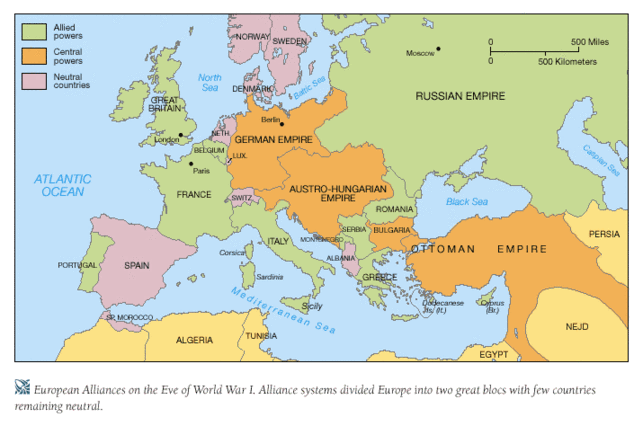 Allied
powers
Central
powers
Neutral
countries
NORWAY
SWEDEN
Moscow
0 500 Miles
0 500 Kilometers
North
Sea
DENMARK
Baltic Sea
RUSSIAN EMPIRE
GREAT
BRITAIN
London
NETH
Berlin
GERMAN EMPIRE
BELGIUM
LUX.
Paris
ATLANTIC
OCEAN
FRANCE
SWITZ
AUSTRO-HUNGARIAN
EMPIRE
Caspian Sea
ROMANIA
Black Sea
SERBIA
BULGARIA
MONTENEGRO
ITALY
Corsica
ALBANIA
OTTOMAN EMPIRE
PERSIA
PORTUGAL
SPAIN
Sardinia
GREECE
Sicily
Mediterranean Sea
Dodecanese
Is. (It.)
Cyprus
(Br.)
SP. MOROCCO
ALGERIA
TUNISIA
EGYPT
NEJD
European Alliances on the Eve of World War I. Alliance systems divided Europe into two great blocs with few countries
remaining neutral.